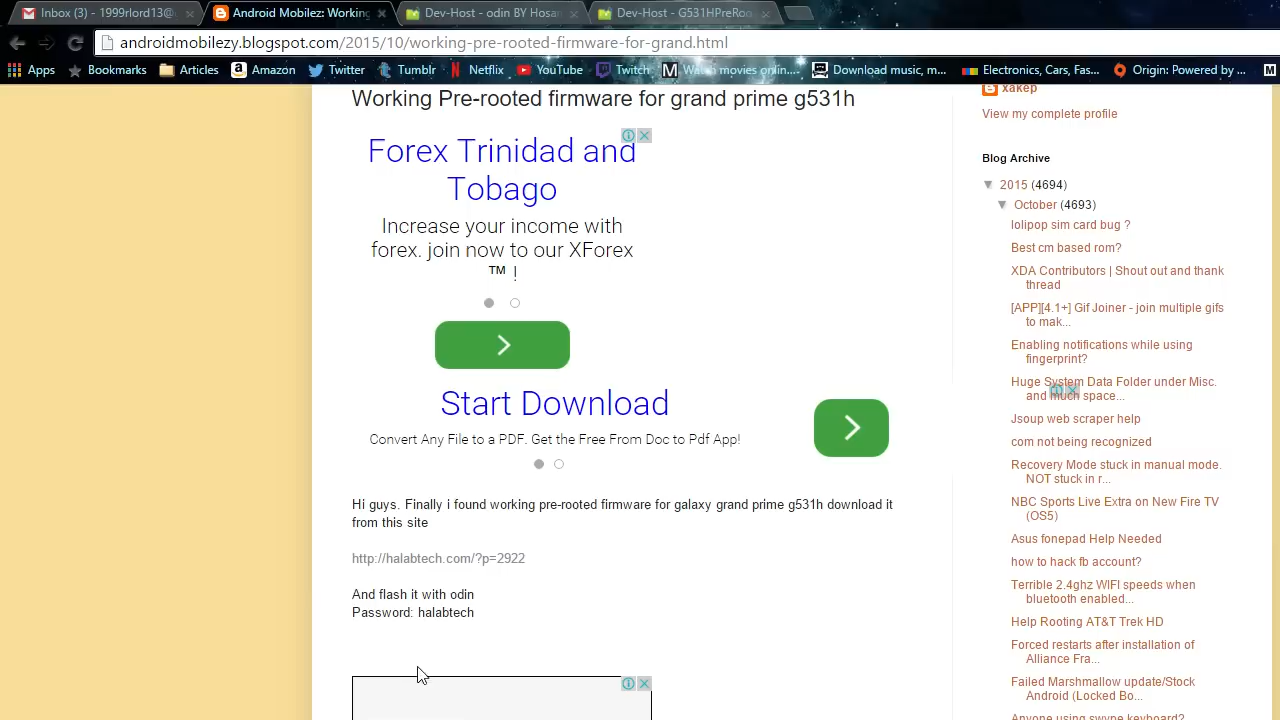 Inbox (3) - 1999rlord13@
Android Mobilez: Working
Dev-Host - odin BY Hosar
Dev-Host - G531HPreRoo
androidmobilezy.blogspot.com/2015/10/working-pre-rooted-firmware-for-grand.html
Apps
Bookmarks
Articles
Amazon
Twitter
Tumblr
Netflix
YouTube
Twitch
Watch movies online....
Download music, m...
Electronics, Cars, Fas...
Origin: Powered by ...
Working Pre-rooted firmware for grand prime g531h
Forex Trinidad and
Tobago
Increase your income with
forex. join now to our XForex
™ !
Start Download
Convert Any File to a PDF. Get the Free From Doc to Pdf App!
Hi guys. Finally i found working pre-rooted firmware for galaxy grand prime g531h download it
from this site
http://halabtech.com/?p=2922
And flash it with odin
Password: halabtech
xakep
View my complete profile
Blog Archive
▼ 2015 (4694)
▼ October (4693)
lolipop sim card bug ?
Best cm based rom?
XDA Contributors | Shout out and thank
thread
[APP][4.1+] Gif Joiner - join multiple gifs
to mak...
Enabling notifications while using
fingerprint?
Huge System Data Folder under Misc.
and much space...
Jsoup web scraper help
com not being recognized
Recovery Mode stuck in manual mode.
NOT stuck in r...
NBC Sports Live Extra on New Fire TV
(OS5)
Asus fonepad Help Needed
how to hack fb account?
Terrible 2.4ghz WIFI speeds when
bluetooth enabled...
Help Rooting AT&T Trek HD
Forced restarts after installation of
Alliance Fra...
Failed Marshmallow update/Stock
Android (Locked Bo...
Anyone using swype keyboard?